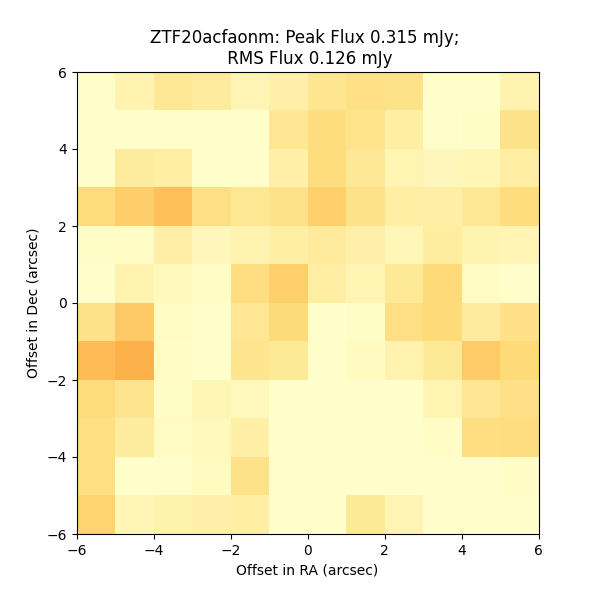 ZTF20acfaonm: Peak Flux 0.315 mJy;
RMS Flux 0.126 mJy
6
4
2
0
−2
−4
−6
Offset in Dec (arcsec)
−6 −4 −2 0 2 4 6
Offset in RA (arcsec)